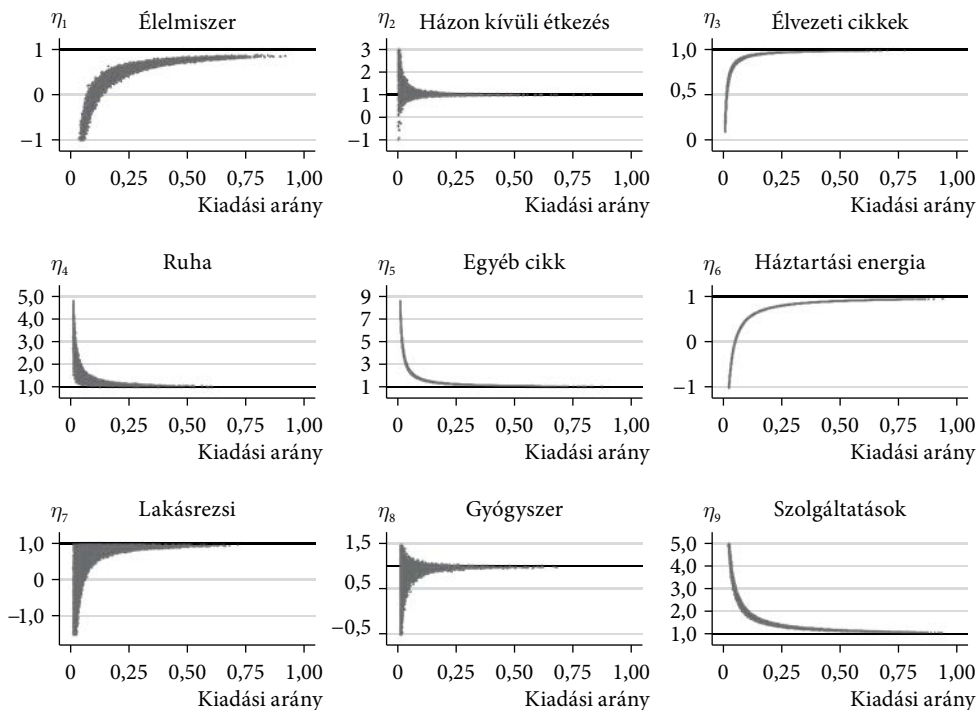 η1 Élelmiszer
1
0
−1
0 0,25 0,50 0,75 1,00
Kiadási arány
η2 Házon kívüli étkezés
3
2
1
0
−1
0 0,25 0,50 0,75 1,00
Kiadási arány
η3 Élvezeti cikkek
1,0
0,5
0
0 0,25 0,50 0,75 1,00
Kiadási arány
η4 Ruha
5,0
4,0
3,0
2,0
1,0
0 0,25 0,50 0,75 1,00
Kiadási arány
η5 Egyéb cikk
9
7
5
3
1
0 0,25 0,50 0,75 1,00
Kiadási arány
η6 Háztartási energia
1
0
−1
0 0,25 0,50 0,75 1,00
Kiadási arány
η7 Lakásrezsi
1,0
0
−1,0
0 0,25 0,50 0,75 1,00
Kiadási arány
η8 Gyógyszer
1,5
0,5
−0,5
0 0,25 0,50 0,75 1,00
Kiadási arány
η9 Szolgáltatások
5,0
4,0
3,0
2,0
1,0
0 0,25 0,50 0,75 1,00
Kiadási arány